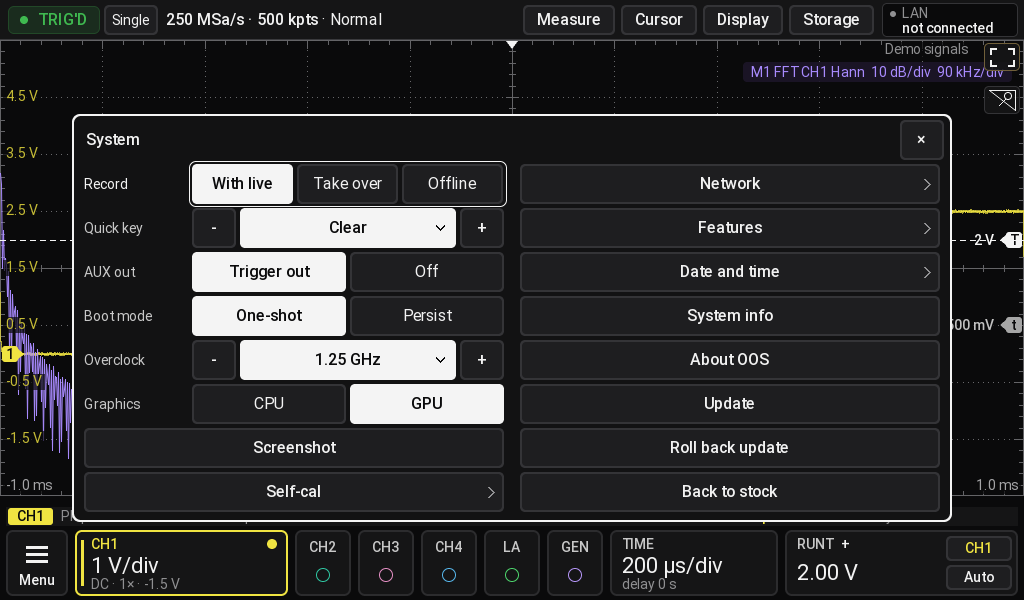 TRIG'D Single 250 MSa/s · 500 kpts · Normal Measure Cursor Display Storage LAN
not connected
Demo signals
M1 FFT CH1 Hann 10 dB/div 90 kHz/div
4.5 V
3.5 V
2.5 V
1.5 V
0.5 V
-0.5 V
-1.5 V
-1.0 ms
1.0 ms
1
2 V T
500 mV t
System ×
Record With live Take over Offline
Quick key - Clear +
AUX out Trigger out Off
Boot mode One-shot Persist
Overclock - 1.25 GHz +
Graphics CPU GPU
Screenshot
Self-cal
Network
Features
Date and time
System info
About OOS
Update
Roll back update
Back to stock
CH1
Menu
CH1
1 V/div
DC · 1× · -1.5 V
CH2 CH3 CH4 LA GEN
TIME
200 µs/div
delay 0 s
RUNT +
2.00 V
CH1
Auto